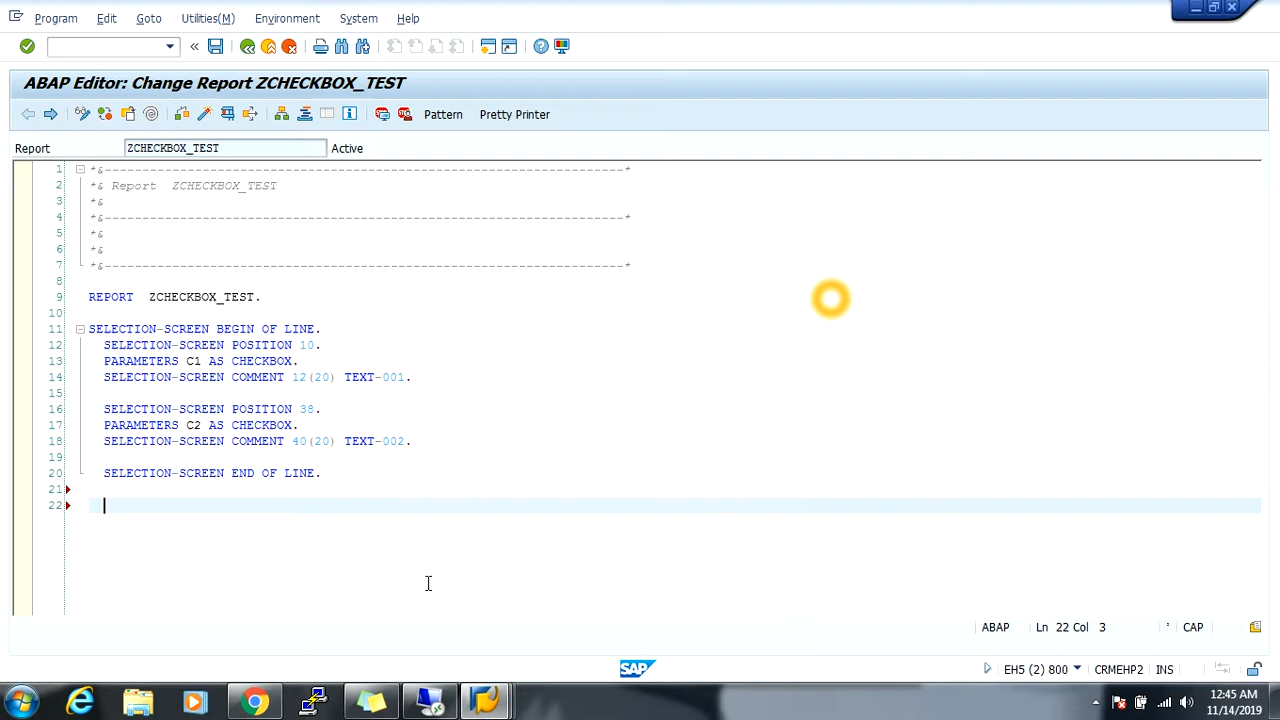 Program Edit Goto Utilities(M) Environment System Help
ABAP Editor: Change Report ZCHECKBOX_TEST
Pattern Pretty Printer
Report ZCHECKBOX_TEST Active
1 *&---------------------------------------------------------------------*
2 *& Report ZCHECKBOX_TEST
3 *&
4 *&---------------------------------------------------------------------*
5 *&
6 *&
7 *&---------------------------------------------------------------------*
8
9 REPORT ZCHECKBOX_TEST.
10
11 SELECTION-SCREEN BEGIN OF LINE.
12 SELECTION-SCREEN POSITION 10.
13 PARAMETERS C1 AS CHECKBOX.
14 SELECTION-SCREEN COMMENT 12(20) TEXT-001.
15
16 SELECTION-SCREEN POSITION 38.
17 PARAMETERS C2 AS CHECKBOX.
18 SELECTION-SCREEN COMMENT 40(20) TEXT-002.
19
20 SELECTION-SCREEN END OF LINE.
21
22
ABAP Ln 22 Col 3 * CAP
SAP EH5 (2) 800 CRMEHP2 INS
12:45 AM
11/14/2019